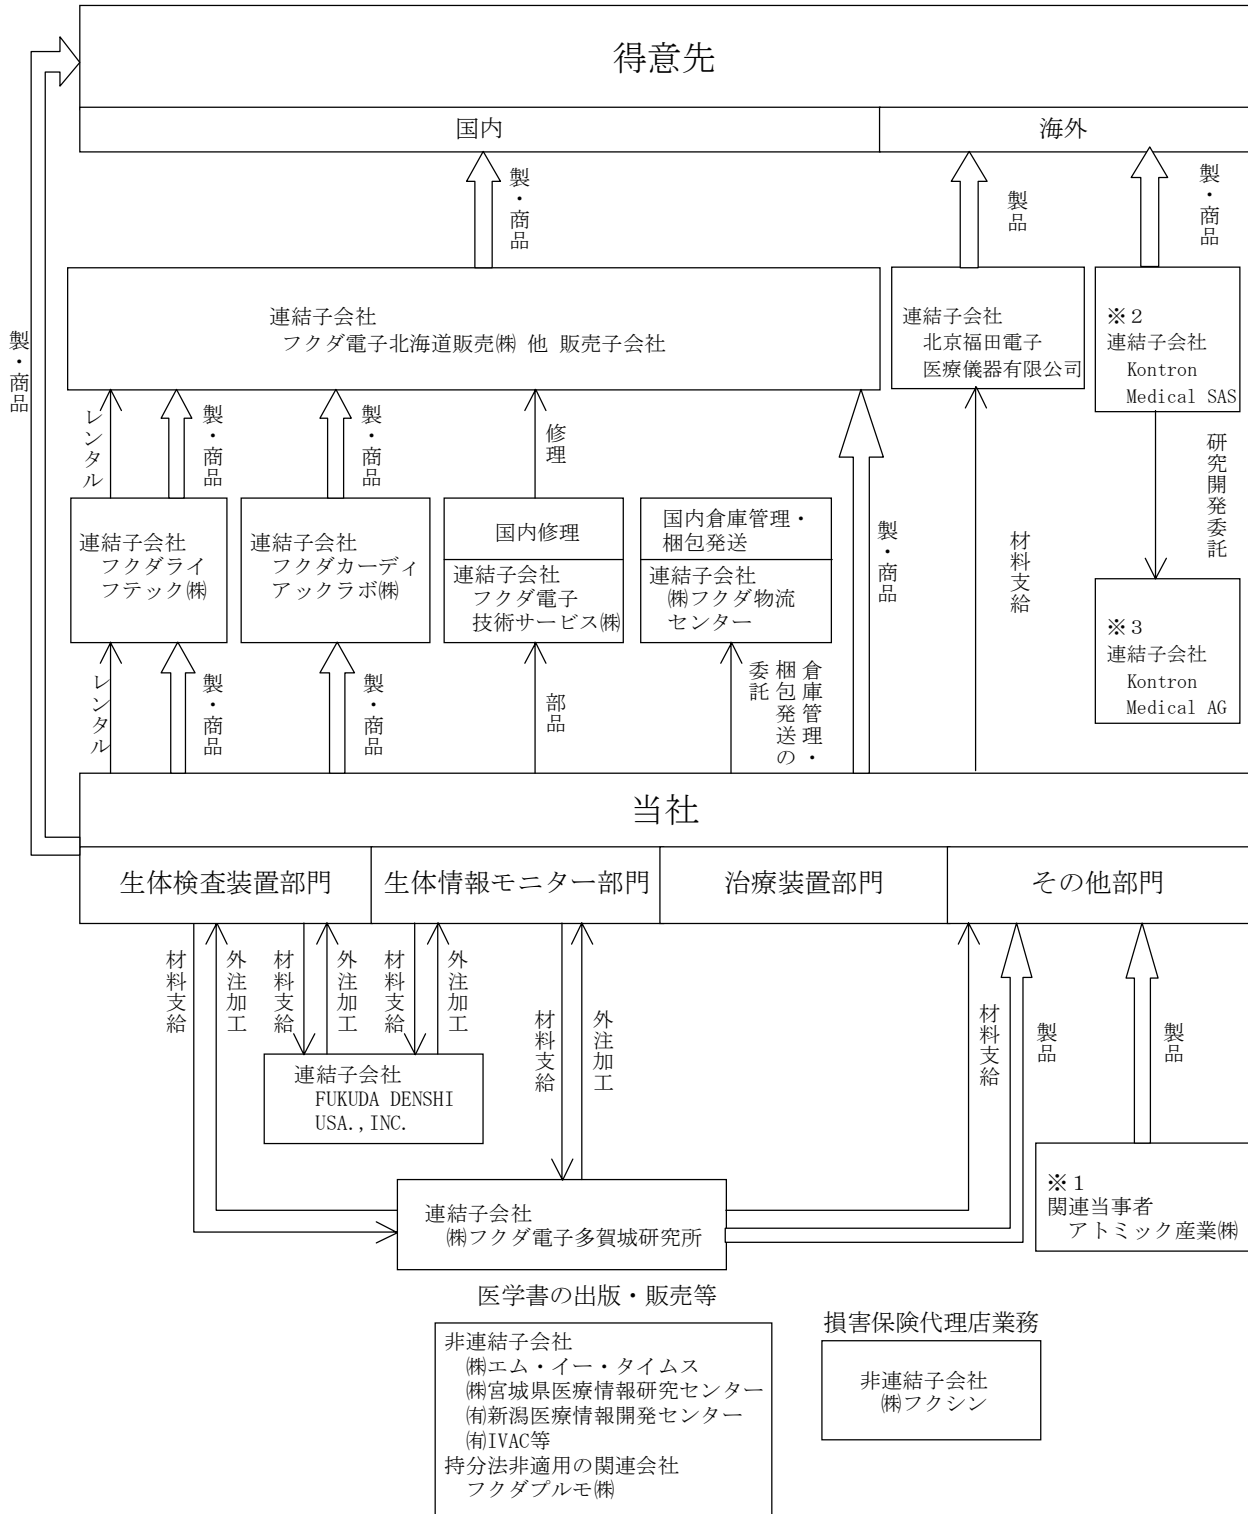 得意先
国内
海外
製・商品
製・商品
製品
製・商品
連結子会社
フクダ電子北海道販売㈱ 他 販売子会社
連結子会社
北京福田電子
医療儀器有限公司
※2
連結子会社
Kontron
Medical SAS
レンタル
製・商品
製・商品
修理
製・商品
材料支給
研究開発委託
連結子会社
フクダライ
フテック㈱
連結子会社
フクダカーディ
アックラボ㈱
国内修理
連結子会社
フクダ電子
技術サービス㈱
国内倉庫管理・
梱包発送
連結子会社
㈱フクダ物流
センター
※3
連結子会社
Kontron
Medical AG
レンタル
製・商品
製・商品
部品
倉庫管理・
梱包発送の
委託
当社
生体検査装置部門
生体情報モニター部門
治療装置部門
その他部門
材料支給
外注加工
材料支給
外注加工
材料支給
外注加工
材料支給
外注加工
材料支給
製品
製品
連結子会社
FUKUDA DENSHI
USA.,INC.
連結子会社
㈱フクダ電子多賀城研究所
※1
関連当事者
アトミック産業㈱
医学書の出版・販売等
非連結子会社
㈱エム・イー・タイムス
㈱宮城県医療情報研究センター
㈲新潟医療情報開発センター
㈲IVAC等
持分法非適用の関連会社
フクダプルモ㈱
損害保険代理店業務
非連結子会社
㈱フクシン